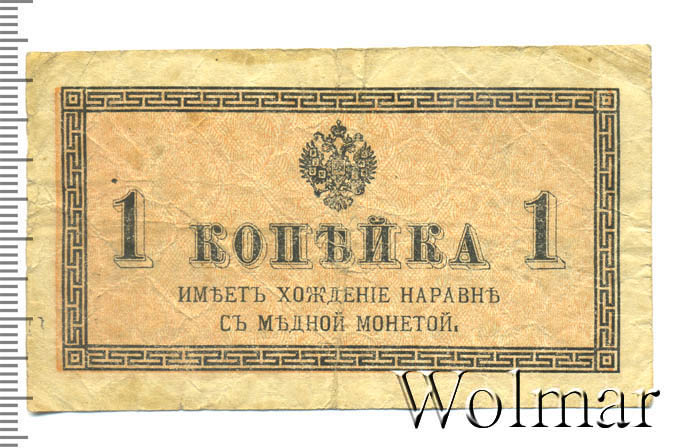 1 КОПѢЙКА 1
ИМѢЕТЪ ХОЖДЕНІЕ НАРАВНѢ
СЪ МѢДНОЙ МОНЕТОЙ.
Wolmar